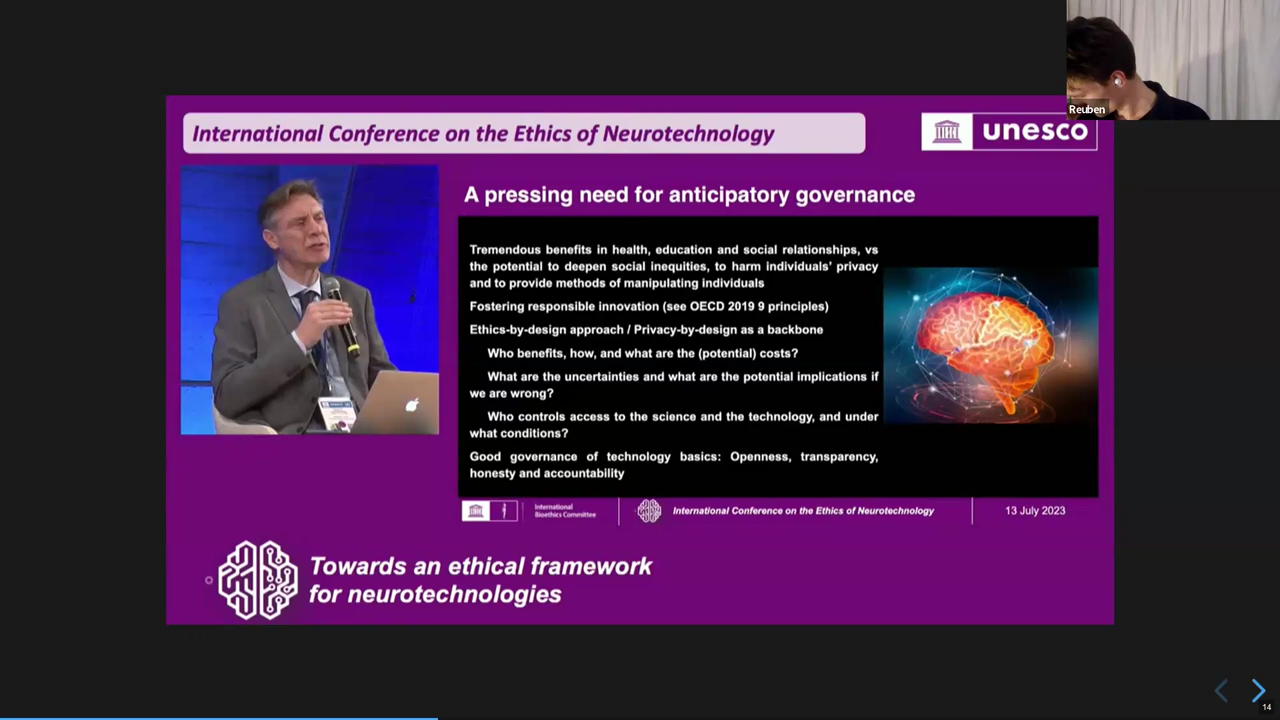 Reuben
International Conference on the Ethics of Neurotechnology
unesco
A pressing need for anticipatory governance
Tremendous benefits in health, education and social relationships, vs
the potential to deepen social inequities, to harm individuals' privacy
and to provide methods of manipulating individuals
Fostering responsible innovation (see OECD 2019 9 principles)
Ethics-by-design approach / Privacy-by-design as a backbone
Who benefits, how, and what are the (potential) costs?
What are the uncertainties and what are the potential implications if
we are wrong?
Who controls access to the science and the technology, and under
what conditions?
Good governance of technology basics: Openness, transparency,
honesty and accountability
International
Bioethics Committee
International Conference on the Ethics of Neurotechnology
13 July 2023
Towards an ethical framework
for neurotechnologies
14